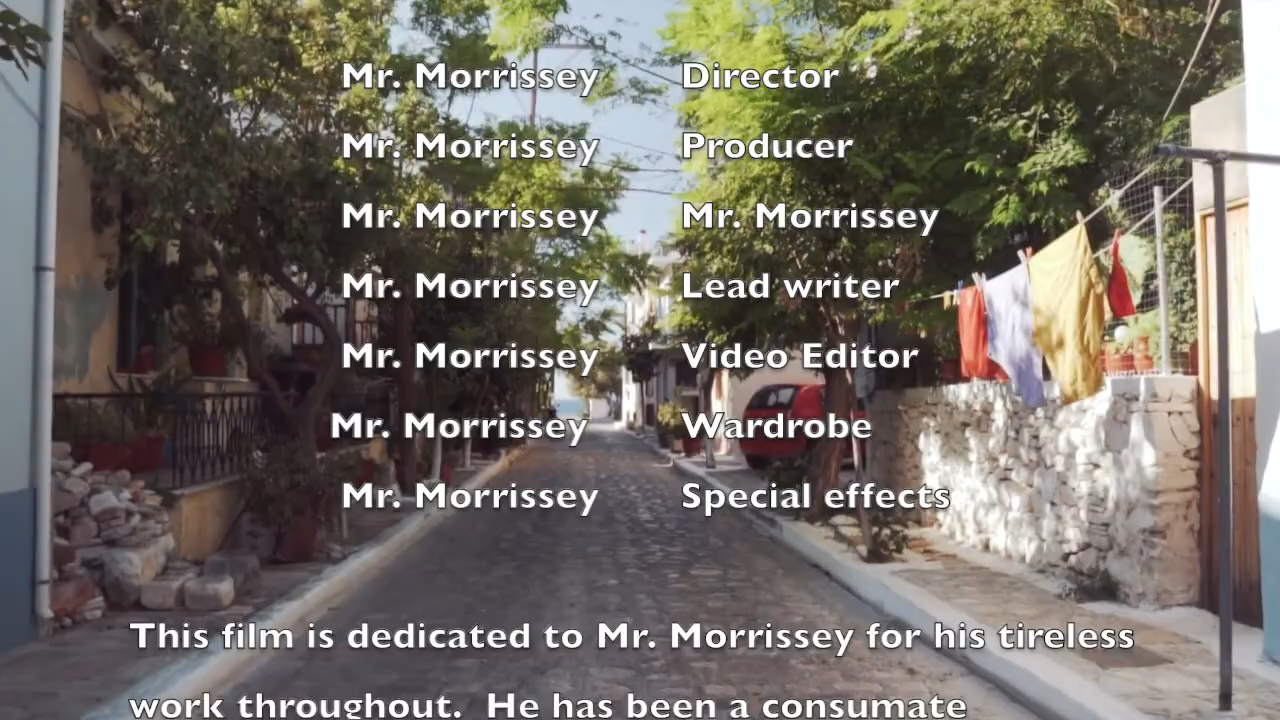 Mr. Morrissey Director
Mr. Morrissey Producer
Mr. Morrissey Mr. Morrissey
Mr. Morrissey Lead writer
Mr. Morrissey Video Editor
Mr. Morrissey Wardrobe
Mr. Morrissey Special effects
This film is dedicated to Mr. Morrissey for his tireless
work throughout. He has been a consumate